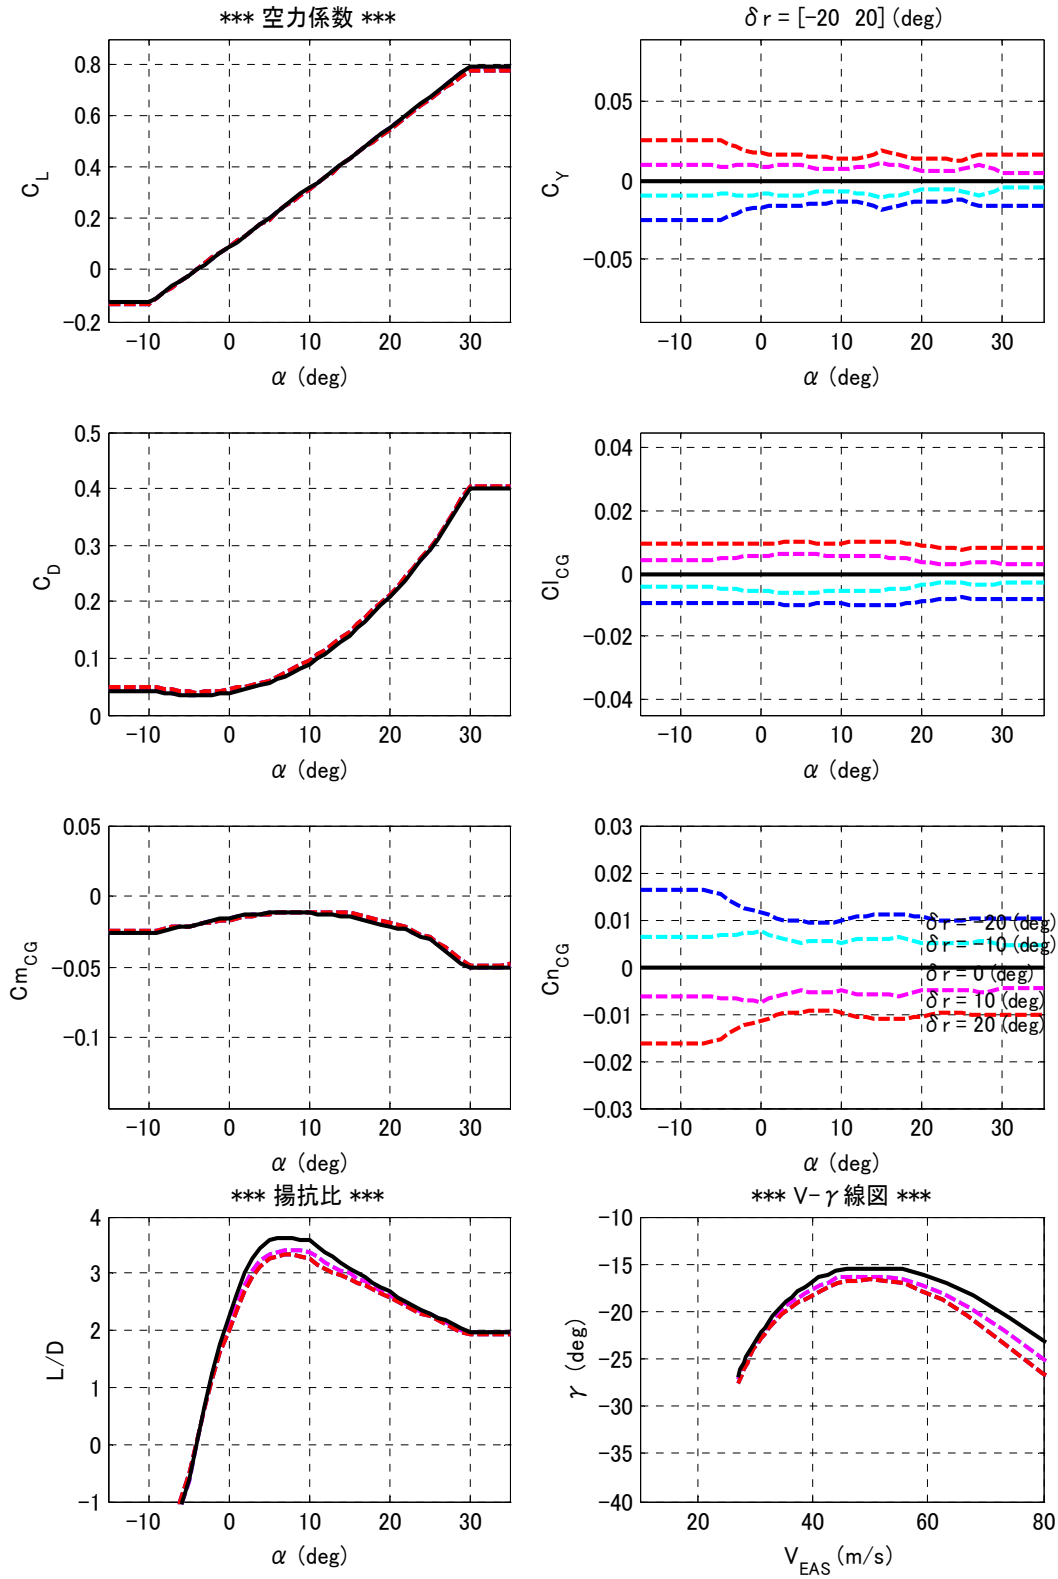 *** 空力係数 ***
δr = [-20 20] (deg)
0.8
0.6
0.4
0.2
0
-0.2
C_L
-10 0 10 20 30
α (deg)
0.05
0
-0.05
C_Y
-10 0 10 20 30
α (deg)
0.5
0.4
0.3
0.2
0.1
0
C_D
-10 0 10 20 30
α (deg)
0.04
0.02
0
-0.02
-0.04
Cl_CG
-10 0 10 20 30
α (deg)
0.05
0
-0.05
-0.1
Cm_CG
-10 0 10 20 30
α (deg)
0.03
0.02
0.01
0
-0.01
-0.02
-0.03
Cn_CG
δr = -20 (deg)
δr = -10 (deg)
δr = 0 (deg)
δr = 10 (deg)
δr = 20 (deg)
-10 0 10 20 30
α (deg)
*** 揚抗比 ***
4
3
2
1
0
-1
L/D
-10 0 10 20 30
α (deg)
*** V-γ線図 ***
-10
-15
-20
-25
-30
-35
-40
γ (deg)
20 40 60 80
V_EAS (m/s)